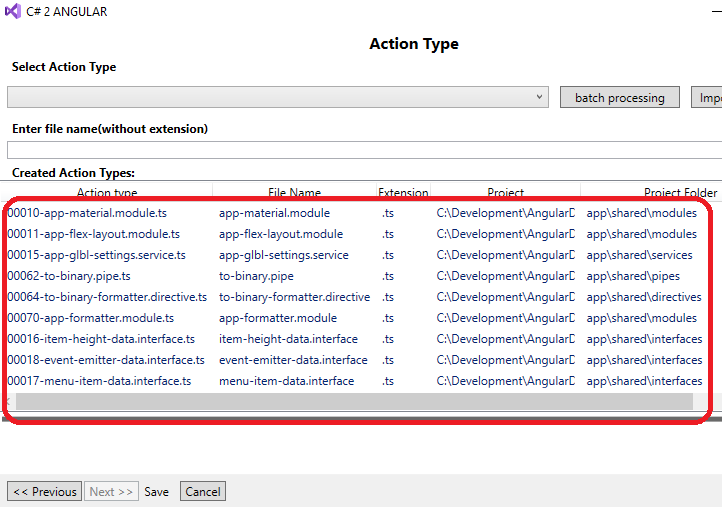 C# 2 ANGULAR
Action Type
Select Action Type
batch processing Impo
Enter file name(without extension)
Created Action Types:
Action type File Name Extension Project Project Folder
00010-app-material.module.ts app-material.module .ts C:\Development\AngularD app\shared\modules
00011-app-flex-layout.module.ts app-flex-layout.module .ts C:\Development\AngularD app\shared\modules
00015-app-glbl-settings.service.ts app-glbl-settings.service .ts C:\Development\AngularD app\shared\services
00062-to-binary.pipe.ts to-binary.pipe .ts C:\Development\AngularD app\shared\pipes
00064-to-binary-formatter.directive.ts to-binary-formatter.directive .ts C:\Development\AngularD app\shared\directives
00070-app-formatter.module.ts app-formatter.module .ts C:\Development\AngularD app\shared\modules
00016-item-height-data.interface.ts item-height-data.interface .ts C:\Development\AngularD app\shared\interfaces
00018-event-emitter-data.interface.ts event-emitter-data.interface .ts C:\Development\AngularD app\shared\interfaces
00017-menu-item-data.interface.ts menu-item-data.interface .ts C:\Development\AngularD app\shared\interfaces
<< Previous Next >> Save Cancel